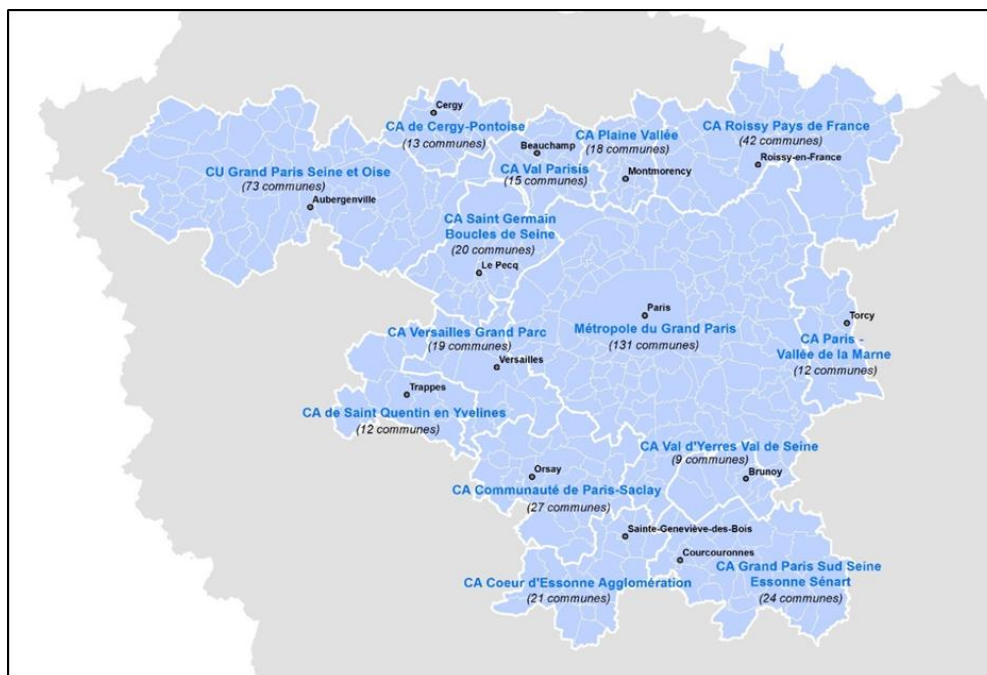 Cergy
CA de Cergy-Pontoise
(13 communes)
Beauchamp
CA Val Parisis
(15 communes)
CA Plaine Vallée
(18 communes)
Montmorency
CA Roissy Pays de France
(42 communes)
Roissy-en-France
CU Grand Paris Seine et Oise
(73 communes)
Aubergenville
CA Saint Germain
Boucles de Seine
(20 communes)
Le Pecq
Paris
Métropole du Grand Paris
(131 communes)
Torcy
CA Paris -
Vallée de la Marne
(12 communes)
CA Versailles Grand Parc
(19 communes)
Versailles
Trappes
CA de Saint Quentin en Yvelines
(12 communes)
CA Val d'Yerres Val de Seine
(9 communes)
Brunoy
Orsay
CA Communauté de Paris-Saclay
(27 communes)
Sainte-Geneviève-des-Bois
Courcouronnes
CA Coeur d'Essonne Agglomération
(21 communes)
CA Grand Paris Sud Seine
Essonne Sénart
(24 communes)